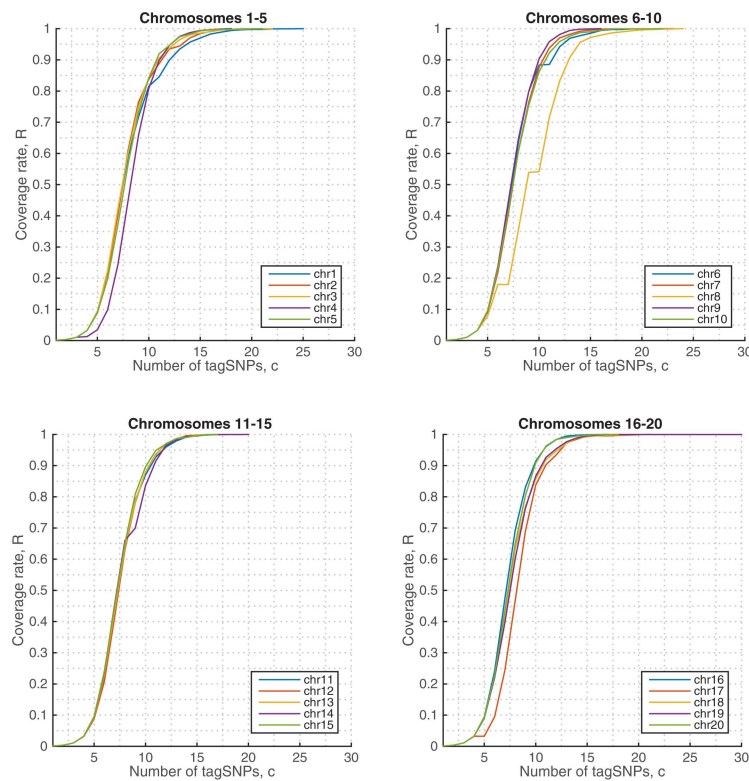 Chromosomes 1-5
Coverage rate, R
1
0.9
0.8
0.7
0.6
0.5
0.4
0.3
0.2
0.1
0
5
10
15
20
25
30
Number of tagSNPs, c
chr1
chr2
chr3
chr4
chr5
Chromosomes 6-10
Coverage rate, R
1
0.9
0.8
0.7
0.6
0.5
0.4
0.3
0.2
0.1
0
5
10
15
20
25
30
Number of tagSNPs, c
chr6
chr7
chr8
chr9
chr10
Chromosomes 11-15
Coverage rate, R
1
0.9
0.8
0.7
0.6
0.5
0.4
0.3
0.2
0.1
0
5
10
15
20
25
30
Number of tagSNPs, c
chr11
chr12
chr13
chr14
chr15
Chromosomes 16-20
Coverage rate, R
1
0.9
0.8
0.7
0.6
0.5
0.4
0.3
0.2
0.1
0
5
10
15
20
25
30
Number of tagSNPs, c
chr16
chr17
chr18
chr19
chr20